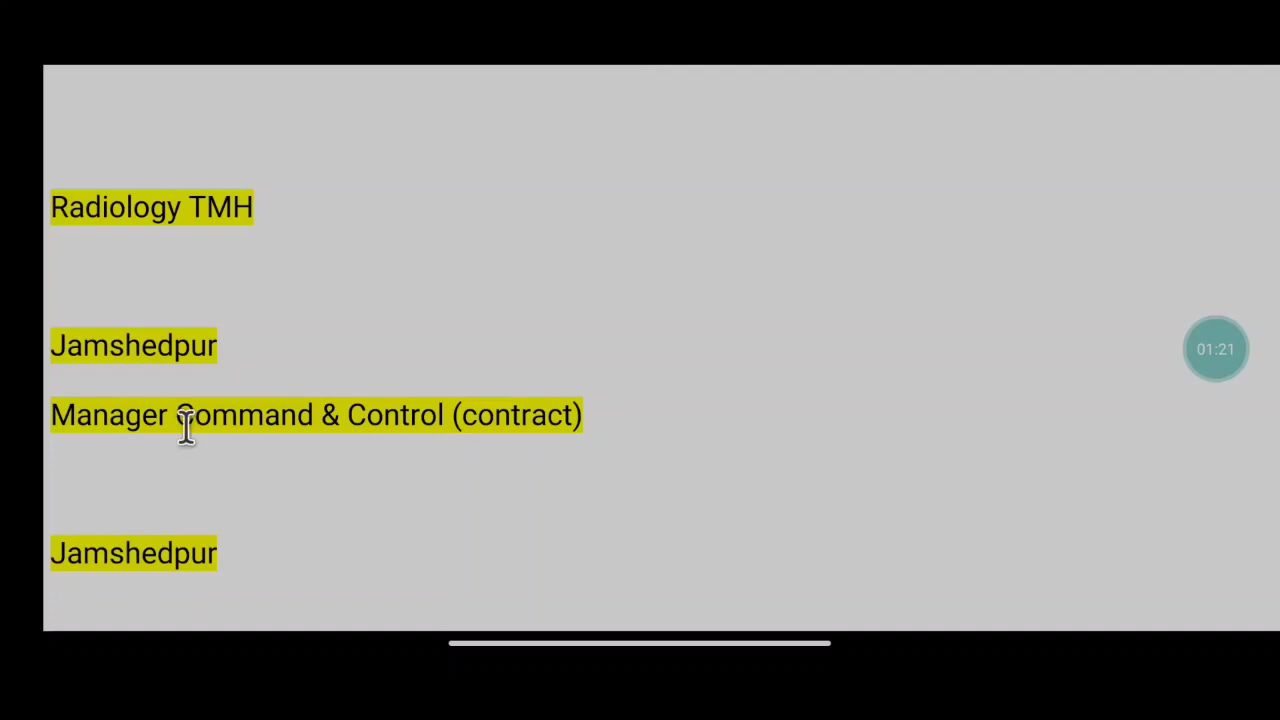 Radiology TMH
Jamshedpur
01:21
Manager Command & Control (contract)
Jamshedpur